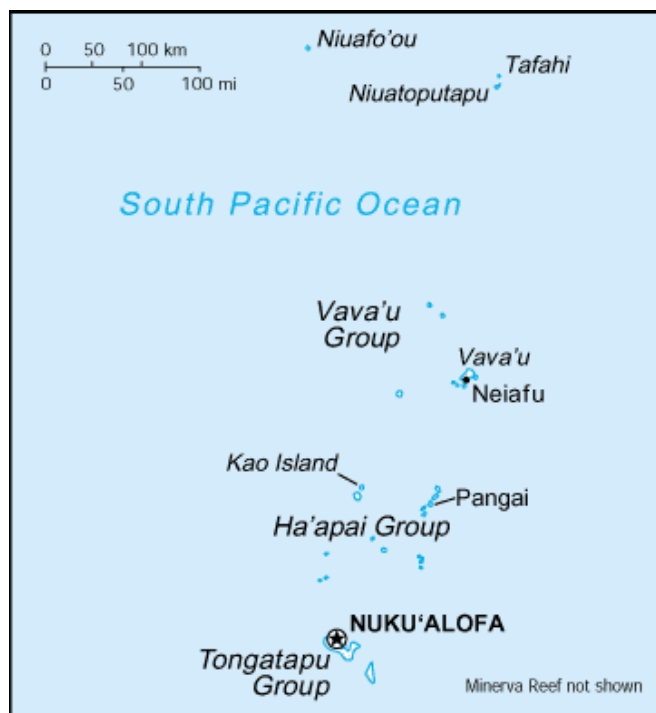 Niuafo'ou
0 50 100 km
0 50 100 mi
Tafahi
Niuatoputapu
South Pacific Ocean
Vava'u
Group
Vava'u
Neiafu
Kao Island
Pangai
Ha'apai Group
NUKU‘ALOFA
Tongatapu
Group
Minerva Reef not shown